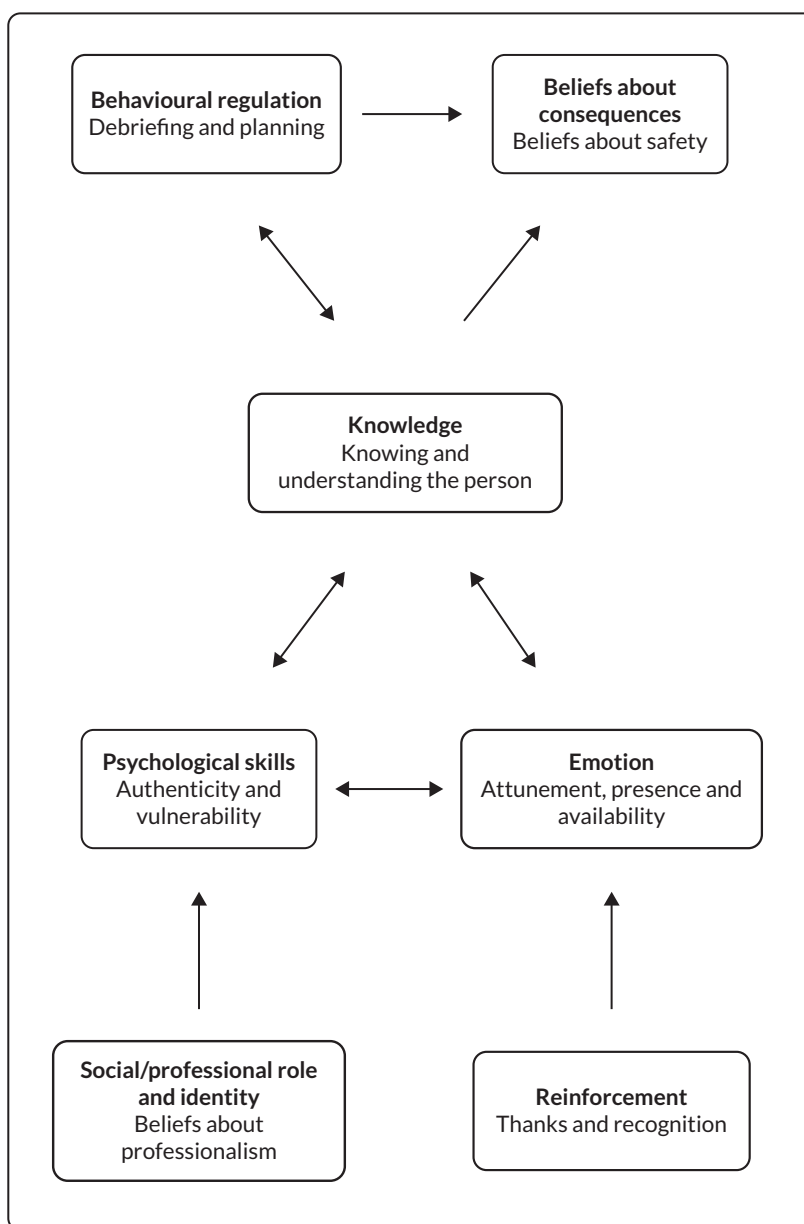 Behavioural regulation
Debriefing and planning
Beliefs about
consequences
Beliefs about safety
Knowledge
Knowing and
understanding the person
Psychological skills
Authenticity and
vulnerability
Emotion
Attunement, presence and
availability
Social/professional role
and identity
Beliefs about
professionalism
Reinforcement
Thanks and recognition